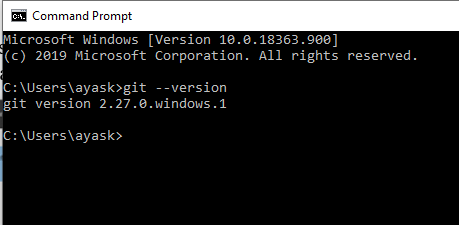 Command Prompt
Microsoft Windows [Version 10.0.18363.900]
(c) 2019 Microsoft Corporation. All rights reserved.
C:\Users\ayask>git --version
git version 2.27.0.windows.1
C:\Users\ayask>